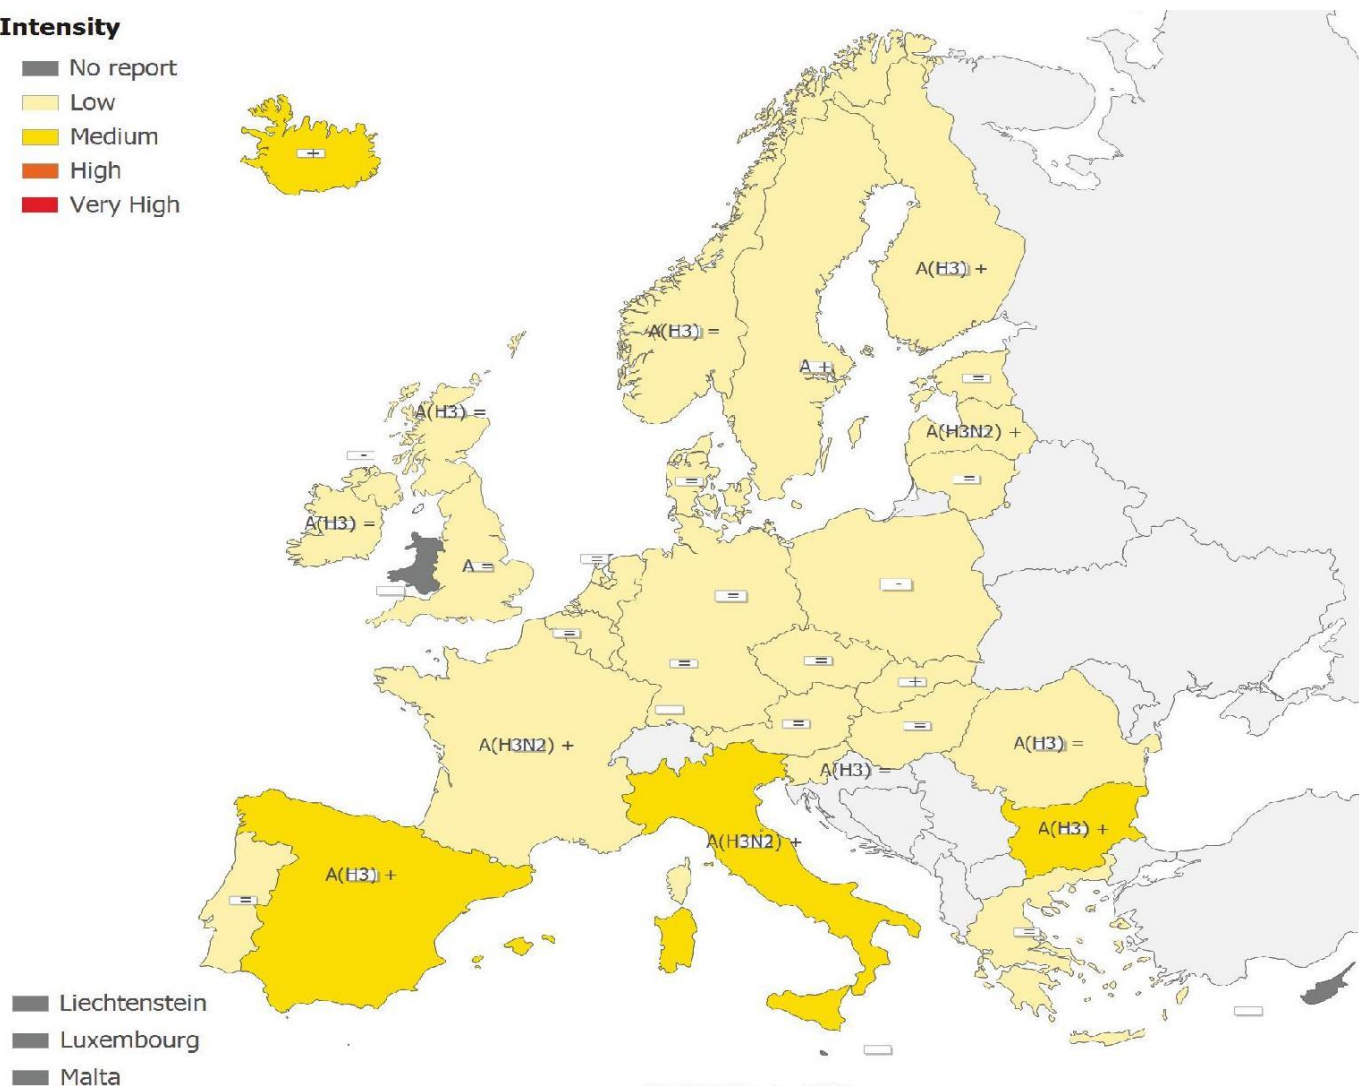 Intensity
No report
Low
Medium
High
Very High
+
A(H3) +
A(H3) =
A +
=
A(H3) =
A(H3N2) +
-
=
=
A(H3) =
A =
=
-
=
=
=
=
+
=
=
A(H3N2) +
A(H3) =
A(H3) =
A(H3) +
A(H3N2) +
A(H3) +
=
=
Liechtenstein
Luxembourg
Malta